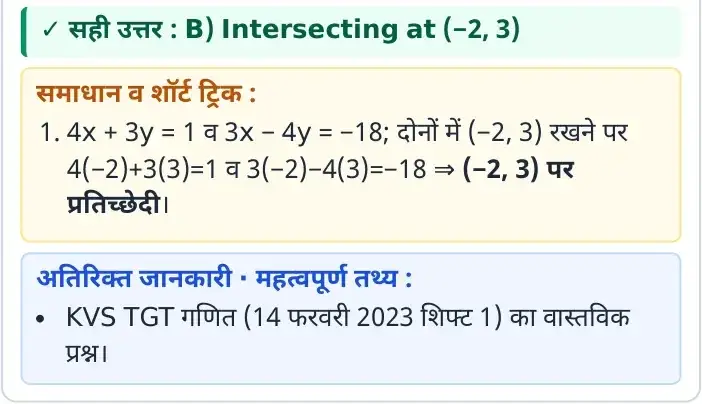 ✓ सही उत्तर : B) Intersecting at (−2, 3)
समाधान व शॉर्ट ट्रिक :
1. 4x + 3y = 1 व 3x − 4y = −18; दोनों में (−2, 3) रखने पर
4(−2)+3(3)=1 व 3(−2)−4(3)=−18 ⇒ (−2, 3) पर
प्रतिच्छेदी।
अतिरिक्त जानकारी · महत्वपूर्ण तथ्य :
• KVS TGT गणित (14 फरवरी 2023 शिफ्ट 1) का वास्तविक
प्रश्न।